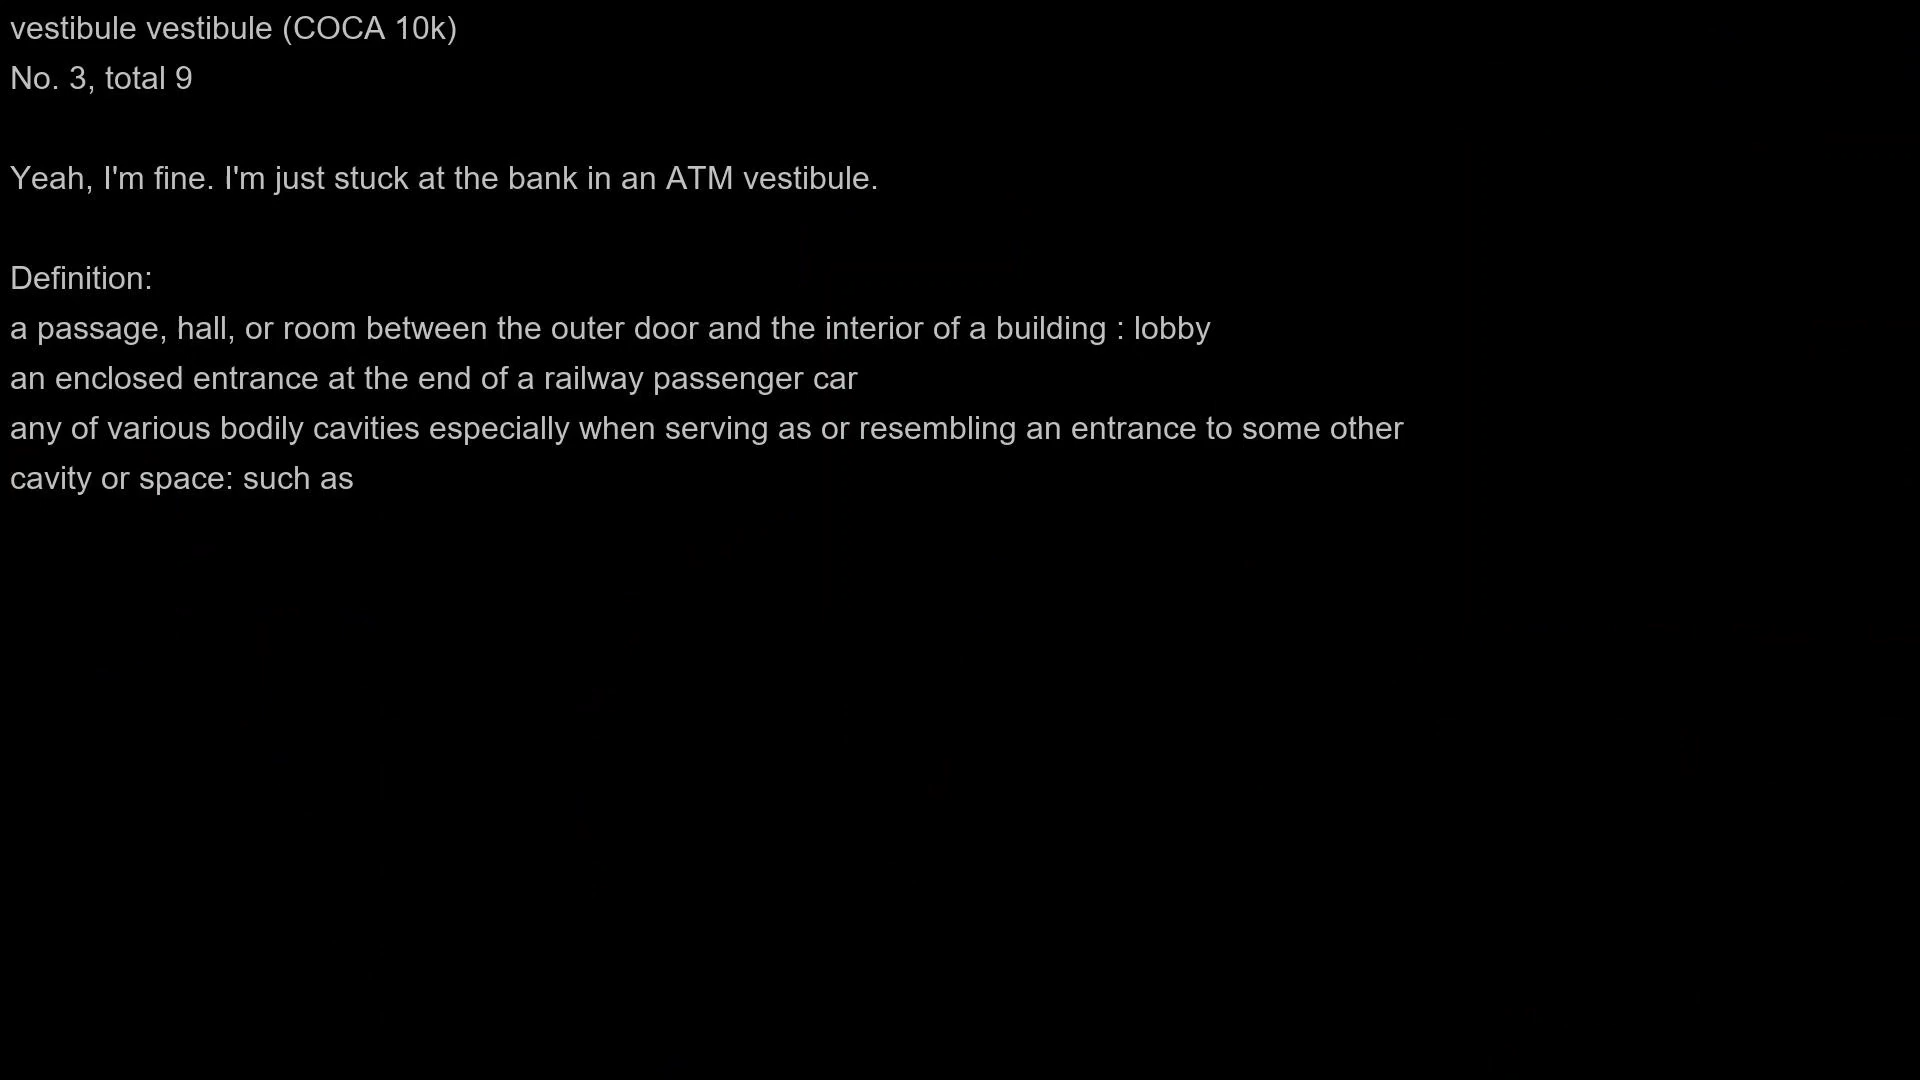 vestibule vestibule (COCA 10k)
No. 3, total 9
Yeah, I'm fine. I'm just stuck at the bank in an ATM vestibule.
Definition:
a passage, hall, or room between the outer door and the interior of a building : lobby
an enclosed entrance at the end of a railway passenger car
any of various bodily cavities especially when serving as or resembling an entrance to some other
cavity or space: such as